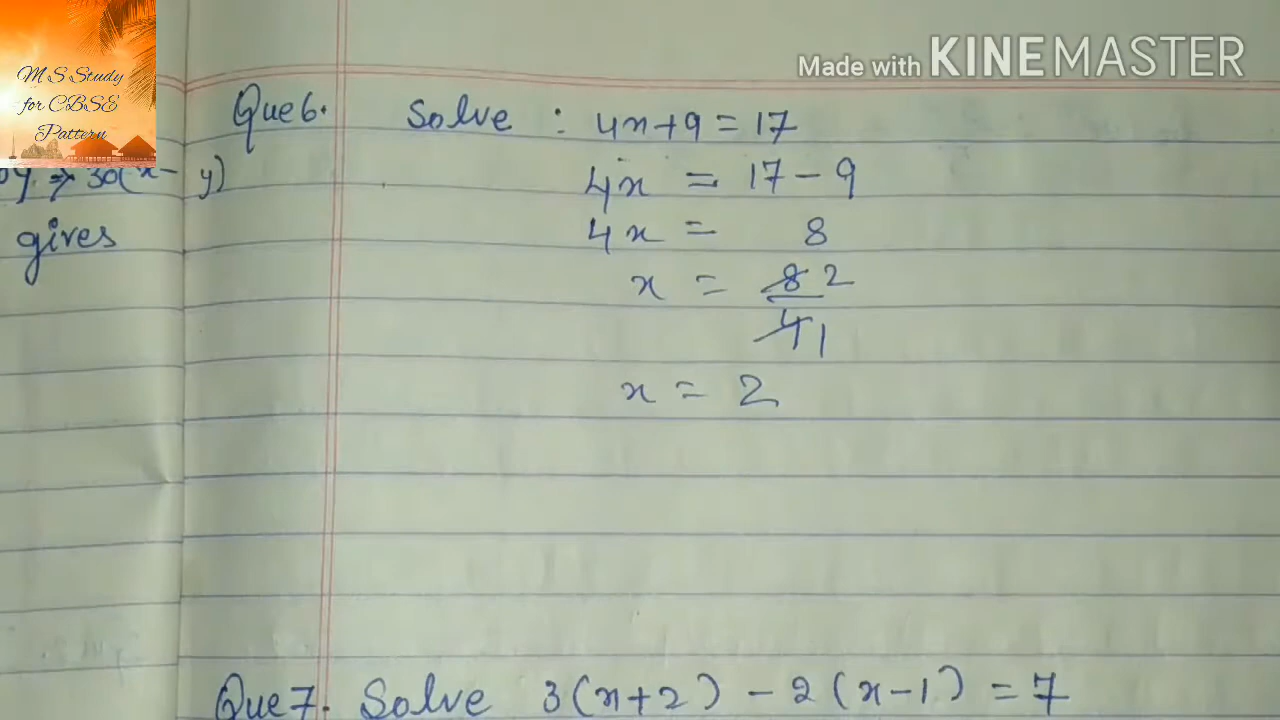 M S Study
for CBSE
Pattern
Made with KINEMASTER
y ⇒ 30(x - y)
gives
Que 6. Solve : 4x+9=17
4x = 17-9
4x = 8
x = 8 2
4 1
x = 2
Que 7. Solve 3(x+2) - 2(x-1) = 7